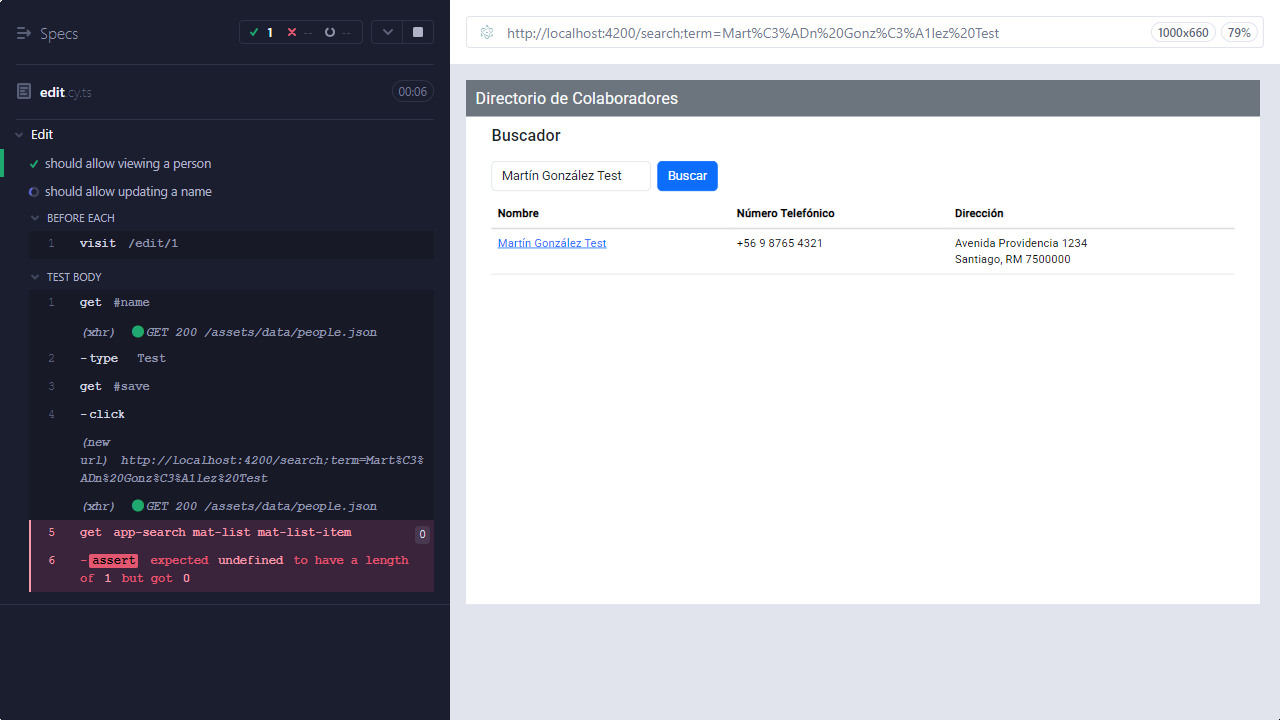 Specs
1
--
--
edit.cy.ts
00:06
Edit
should allow viewing a person
should allow updating a name
BEFORE EACH
1 visit /edit/1
TEST BODY
1 get #name
(xhr) GET 200 /assets/data/people.json
2 -type Test
3 get #save
4 -click
(new
url) http://localhost:4200/search;term=Mart%C3%
ADn%20Gonz%C3%A1lez%20Test
(xhr) GET 200 /assets/data/people.json
5 get app-search mat-list mat-list-item 0
6 -assert expected undefined to have a length
of 1 but got 0
http://localhost:4200/search;term=Mart%C3%ADn%20Gonz%C3%A1lez%20Test
1000x660
79%
Directorio de Colaboradores
Buscador
Martín González Test
Buscar
Nombre Número Telefónico Dirección
Martín González Test +56 9 8765 4321 Avenida Providencia 1234
Santiago, RM 7500000